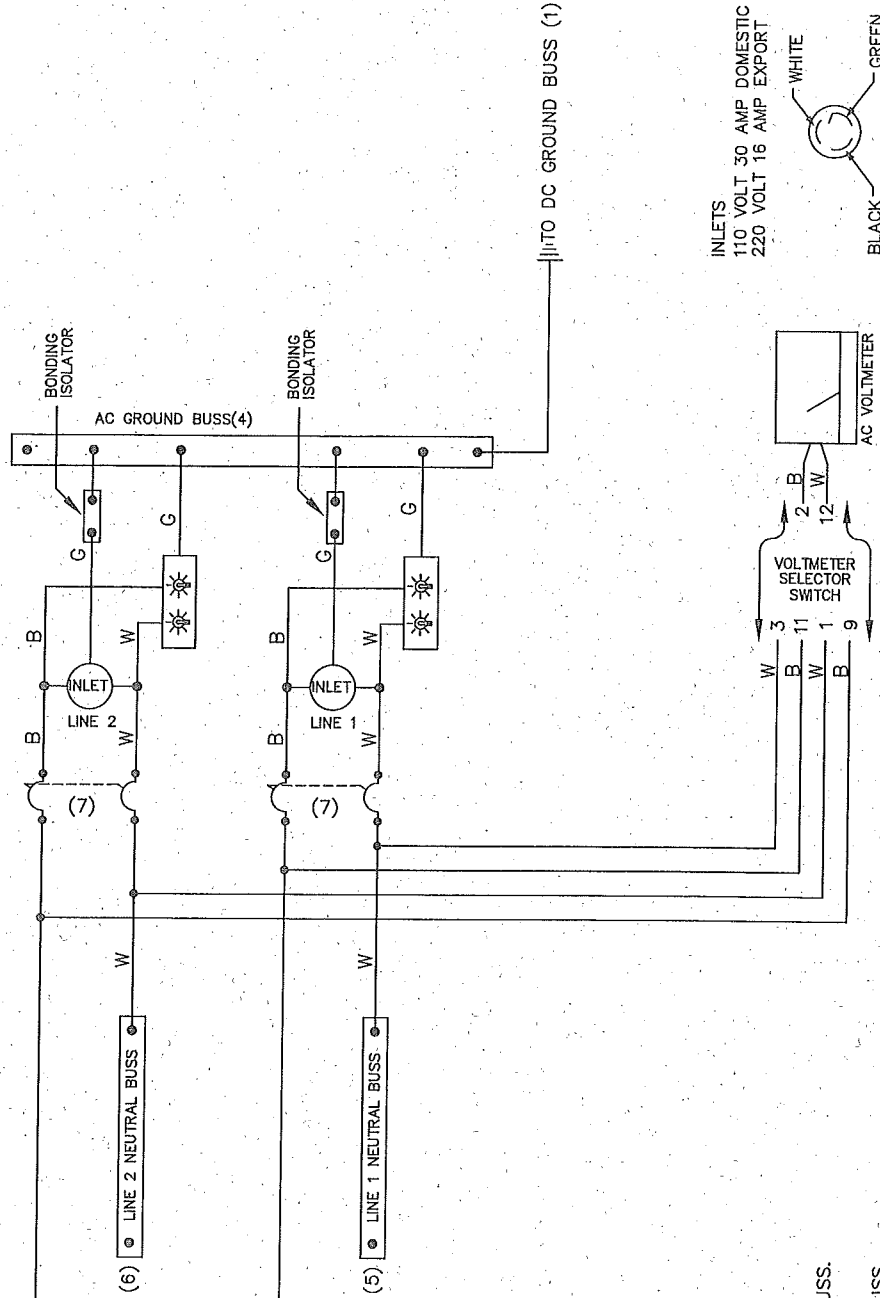 BONDING
ISOLATOR
AC GROUND BUSS(4)
G
B
B
INLET
LINE 2
W
W
G
(7)
W
(6)
LINE 2 NEUTRAL BUSS
TO DC GROUND BUSS (1)
BONDING
ISOLATOR
G
B
B
INLET
LINE 1
W
W
G
(7)
W
(5)
LINE 1 NEUTRAL BUSS
INLETS
110 VOLT 30 AMP DOMESTIC
220 VOLT 16 AMP EXPORT
WHITE
BLACK
GREEN
W 3
B 11
W 1
B 9
VOLTMETER
SELECTOR
SWITCH
2 B
12 W
AC VOLTMETER
USS.